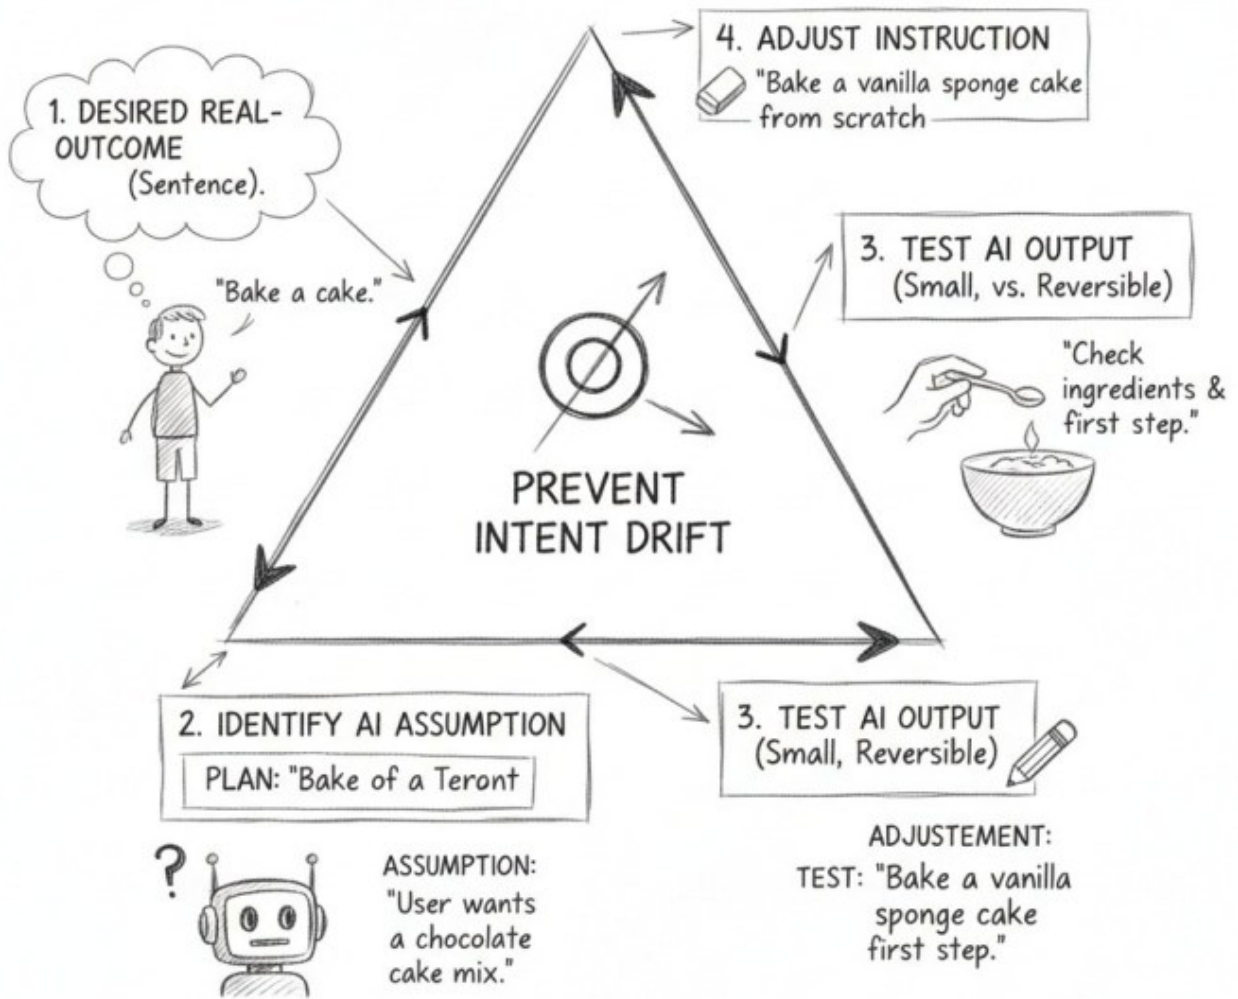 1. DESIRED REAL-
OUTCOME
(Sentence).
"Bake a cake."
4. ADJUST INSTRUCTION
"Bake a vanilla sponge cake
from scratch
3. TEST AI OUTPUT
(Small, vs. Reversible)
"Check
ingredients &
first step."
PREVENT
INTENT DRIFT
2. IDENTIFY AI ASSUMPTION
PLAN: "Bake of a Teront
?
ASSUMPTION:
"User wants
a chocolate
cake mix."
3. TEST AI OUTPUT
(Small, Reversible)
ADJUSTEMENT:
TEST: "Bake a vanilla
sponge cake
first step."